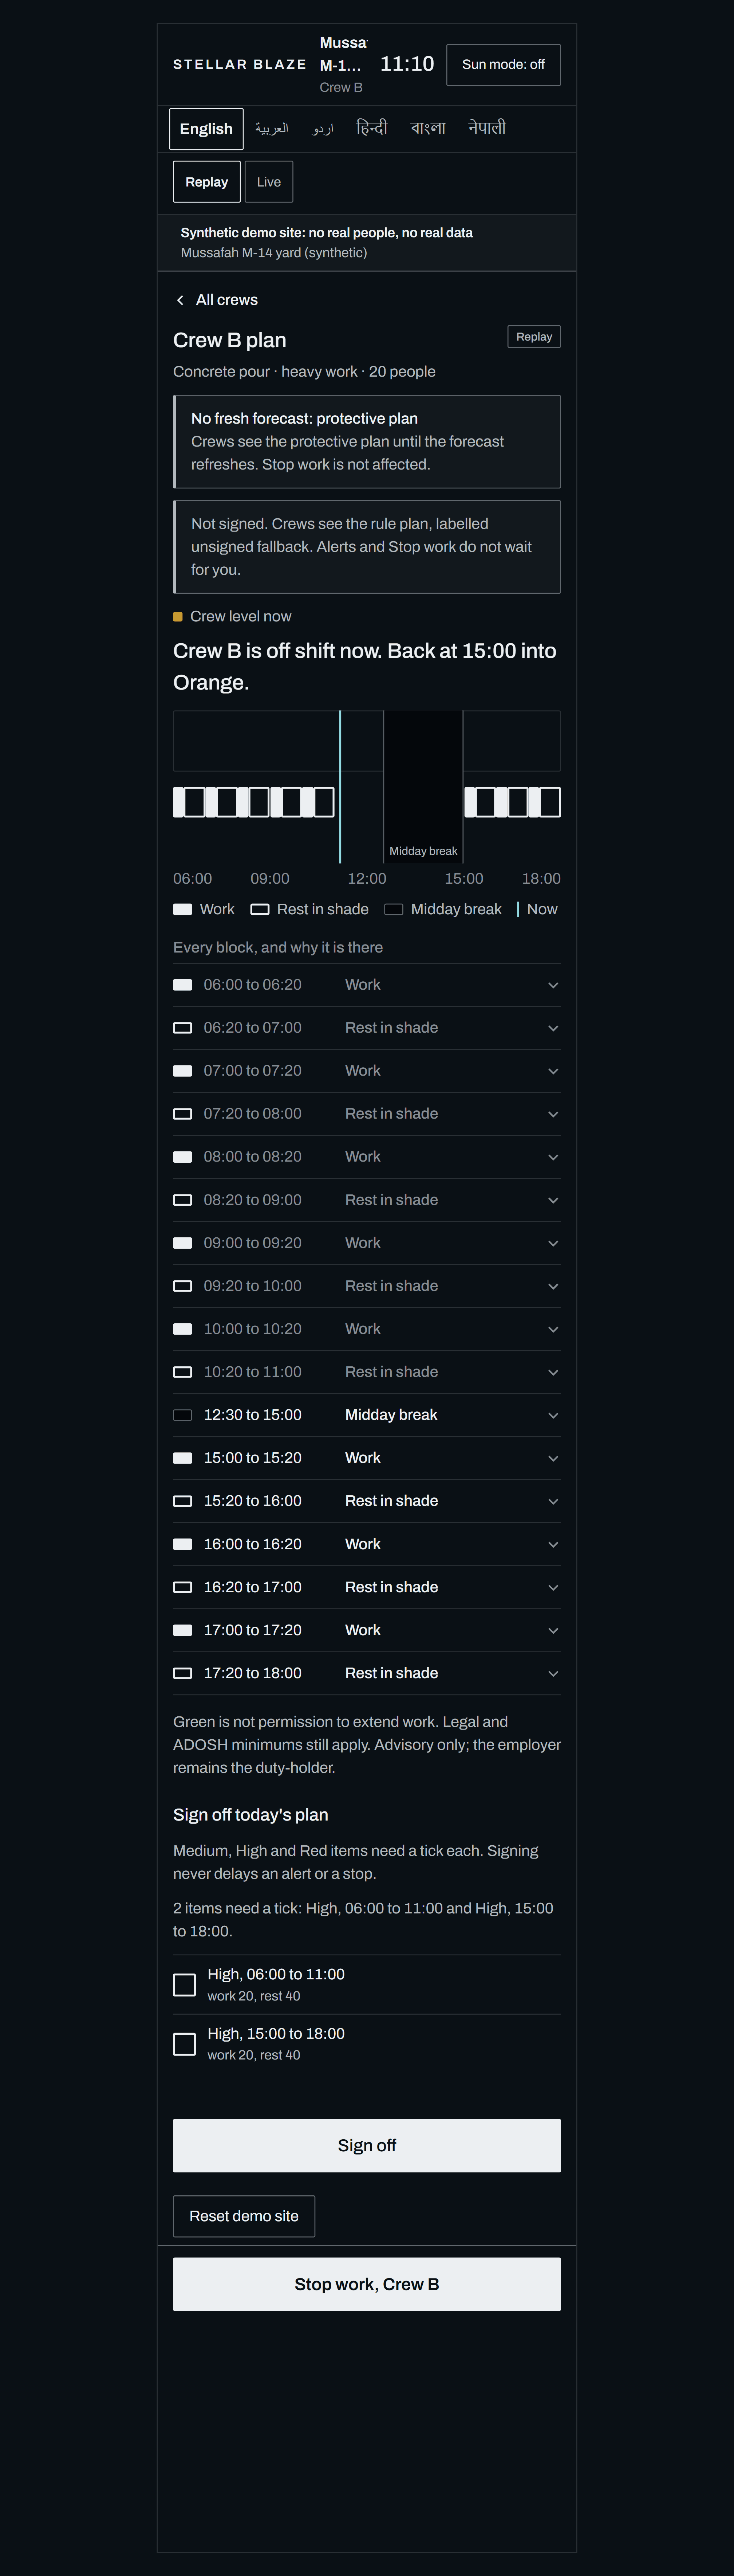 STELLAR BLAZE
M-1...
Crew B
11:10
Sun mode: off
English
العربية
اردو
हिन्दी
বাংলা
नेपाली
Replay
Live
Synthetic demo site: no real people, no real data
Mussafah M-14 yard (synthetic)
All crews
Crew B plan
Replay
Concrete pour · heavy work · 20 people
No fresh forecast: protective plan
Crews see the protective plan until the forecast
refreshes. Stop work is not affected.
Not signed. Crews see the rule plan, labelled
unsigned fallback. Alerts and Stop work do not wait
for you.
Crew level now
Crew B is off shift now. Back at 15:00 into
Orange.
Midday break
06:00 09:00 12:00 15:00 18:00
Work Rest in shade Midday break Now
Every block, and why it is there
06:00 to 06:20 Work
06:20 to 07:00 Rest in shade
07:00 to 07:20 Work
07:20 to 08:00 Rest in shade
08:00 to 08:20 Work
08:20 to 09:00 Rest in shade
09:00 to 09:20 Work
09:20 to 10:00 Rest in shade
10:00 to 10:20 Work
10:20 to 11:00 Rest in shade
12:30 to 15:00 Midday break
15:00 to 15:20 Work
15:20 to 16:00 Rest in shade
16:00 to 16:20 Work
16:20 to 17:00 Rest in shade
17:00 to 17:20 Work
17:20 to 18:00 Rest in shade
Green is not permission to extend work. Legal and
ADOSH minimums still apply. Advisory only; the employer
remains the duty-holder.
Sign off today's plan
Medium, High and Red items need a tick each. Signing
never delays an alert or a stop.
2 items need a tick: High, 06:00 to 11:00 and High, 15:00
to 18:00.
High, 06:00 to 11:00
work 20, rest 40
High, 15:00 to 18:00
work 20, rest 40
Sign off
Reset demo site
Stop work, Crew B